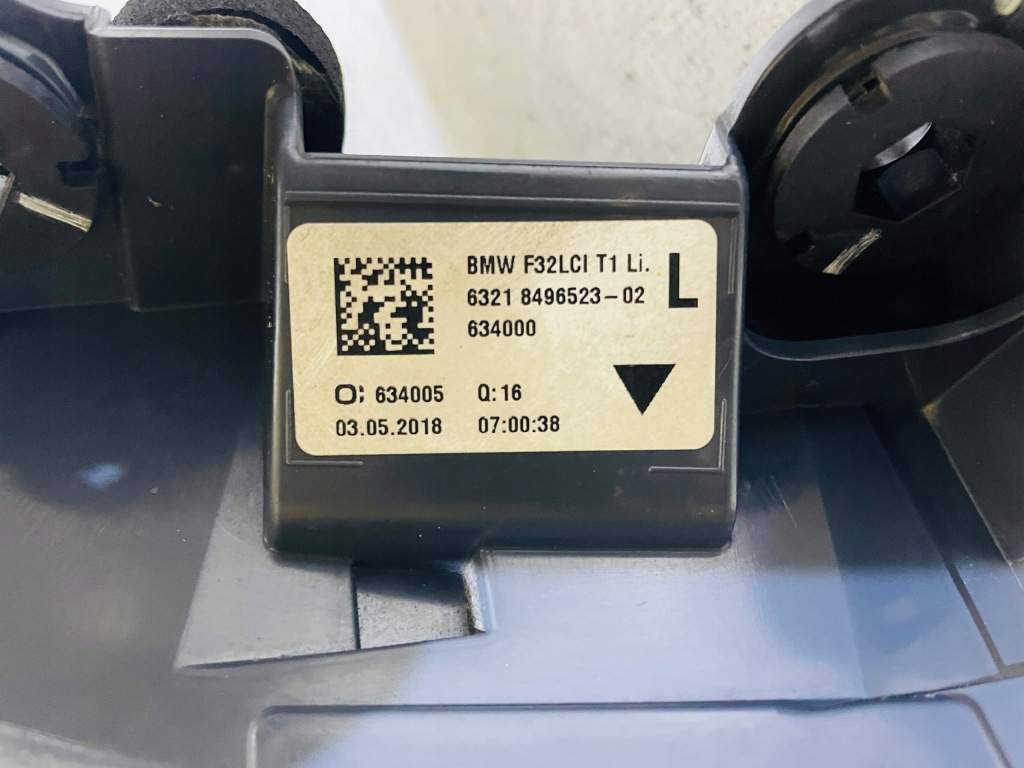 BMW F32LCI T1 Li. L
6321 8496523-02
634000
O: 634005 Q:16
03.05.2018 07:00:38